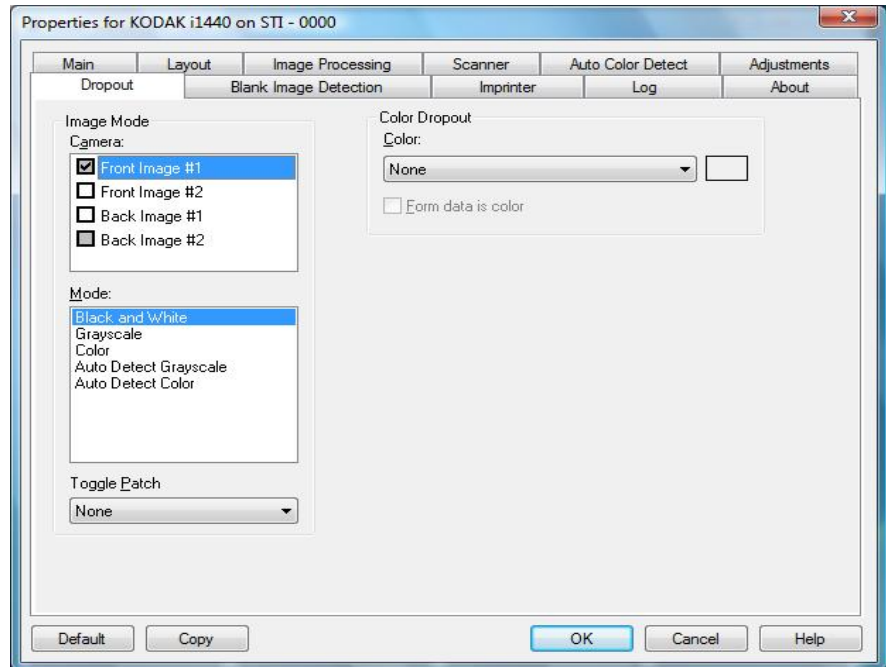 Properties for KODAK i1440 on STI - 0000
Main Layout Image Processing Scanner Auto Color Detect Adjustments
Dropout Blank Image Detection Imprinter Log About
Image Mode
Camera:
Front Image #1
Front Image #2
Back Image #1
Back Image #2
Mode:
Black and White
Grayscale
Color
Auto Detect Grayscale
Auto Detect Color
Toggle Patch
None
Color Dropout
Color:
None
Form data is color
Default Copy OK Cancel Help